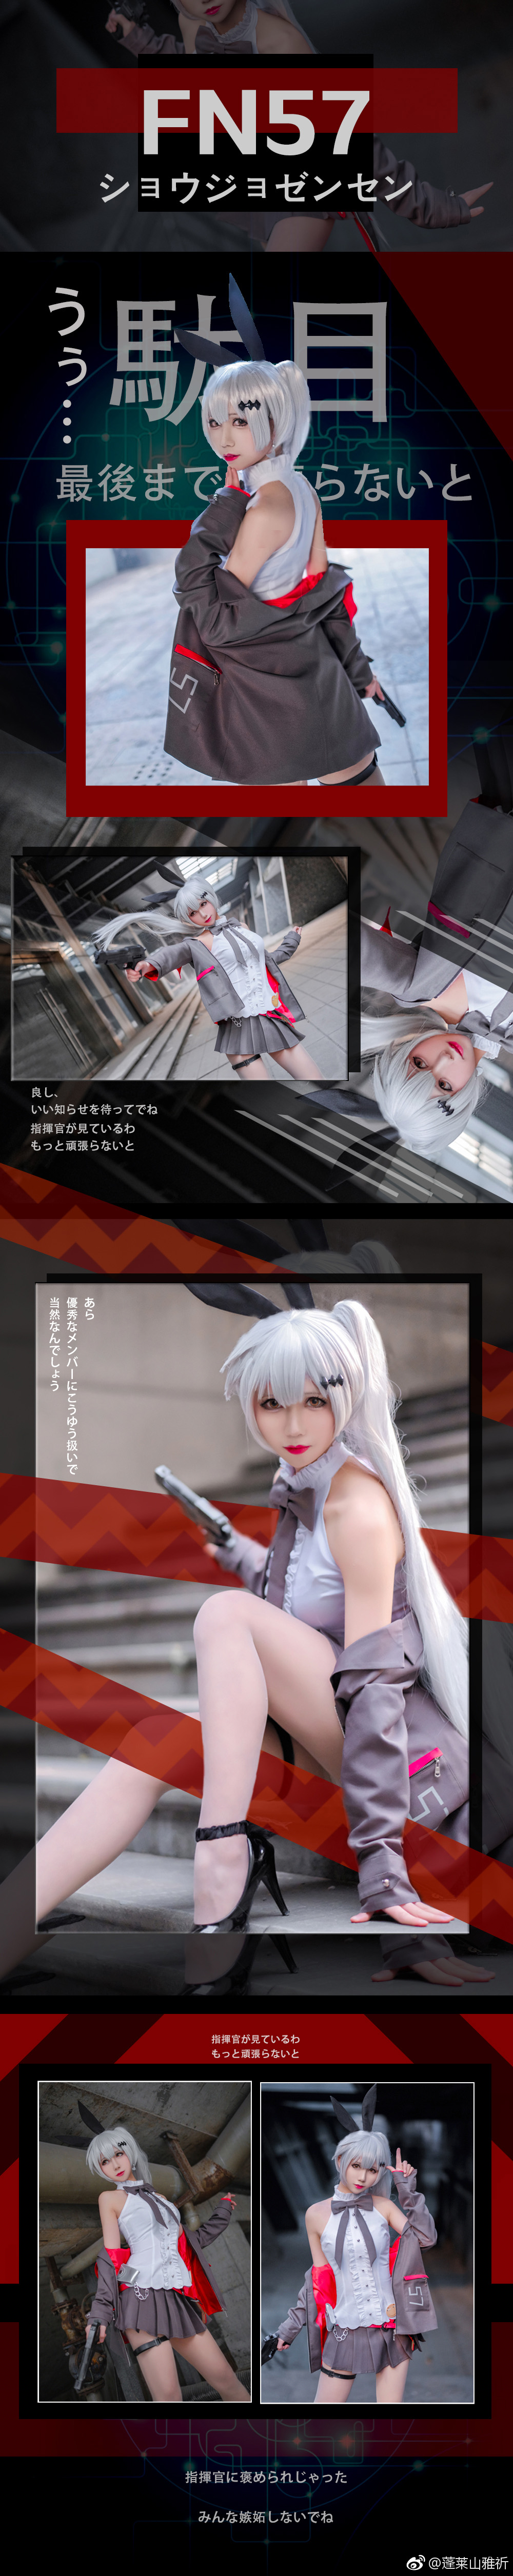 FN57
ショウジョゼンセン
うぅ…
駄目
最後まで頑張らないと
57
良し、
いい知らせを待っててでね
指揮官が見ているわ
もっと頑張らないと
あら
優秀なメンバーにこうゆう扱いで
当然なんでしょう
57
指揮官が見ているわ
もっと頑張らないと
57
指揮官に褒められじゃった
みんな嫉妬しないでね
@蓬莱山雅祈